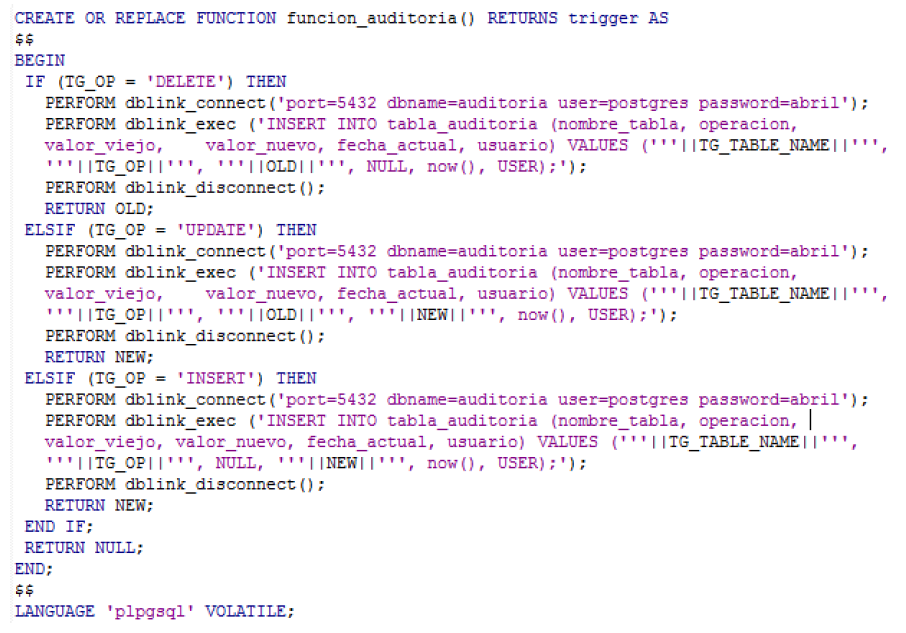 CREATE OR REPLACE FUNCTION funcion_auditoria() RETURNS trigger AS
$$
BEGIN
IF (TG_OP = 'DELETE') THEN
PERFORM dblink_connect('port=5432 dbname=auditoria user=postgres password=abril');
PERFORM dblink_exec ('INSERT INTO tabla_auditoria (nombre_tabla, operacion,
valor_viejo,    valor_nuevo, fecha_actual, usuario) VALUES ('''||TG_TABLE_NAME||''',
'''||TG_OP||''', '''||OLD||''', NULL, now(), USER);');
PERFORM dblink_disconnect();
RETURN OLD;
ELSIF (TG_OP = 'UPDATE') THEN
PERFORM dblink_connect('port=5432 dbname=auditoria user=postgres password=abril');
PERFORM dblink_exec ('INSERT INTO tabla_auditoria (nombre_tabla, operacion,
valor_viejo,    valor_nuevo, fecha_actual, usuario) VALUES ('''||TG_TABLE_NAME||''',
'''||TG_OP||''', '''||OLD||''', '''||NEW||''', now(), USER);');
PERFORM dblink_disconnect();
RETURN NEW;
ELSIF (TG_OP = 'INSERT') THEN
PERFORM dblink_connect('port=5432 dbname=auditoria user=postgres password=abril');
PERFORM dblink_exec ('INSERT INTO tabla_auditoria (nombre_tabla, operacion,
valor_viejo, valor_nuevo, fecha_actual, usuario) VALUES ('''||TG_TABLE_NAME||''',
'''||TG_OP||''', NULL, '''||NEW||''', now(), USER);');
PERFORM dblink_disconnect();
RETURN NEW;
END IF;
RETURN NULL;
END;
$$
LANGUAGE 'plpgsql' VOLATILE;